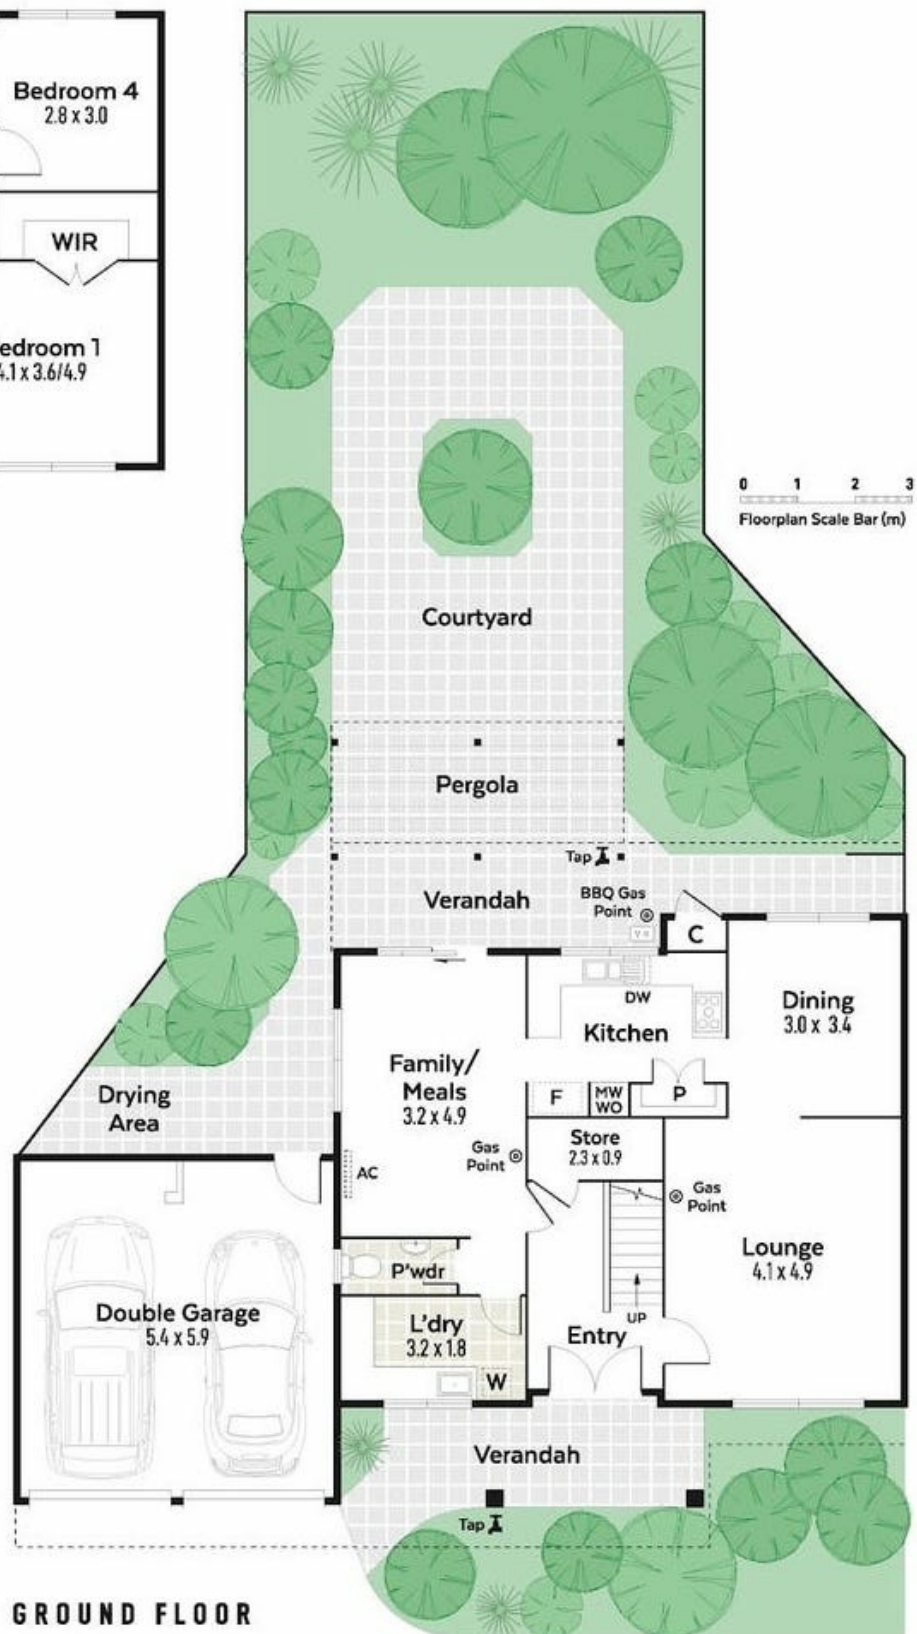 Bedroom 4
2.8 x 3.0
WIR
edroom 1
4.1 x 3.6/4.9
0 1 2 3
Floorplan Scale Bar (m)
Courtyard
Pergola
Tap
Verandah
BBQ Gas
Point
C
DW
Kitchen
Dining
3.0 x 3.4
Family/
Meals
3.2 x 4.9
F
MW
WO
P
Drying
Area
Store
2.3 x 0.9
Gas
Point
AC
Gas
Point
Lounge
4.1 x 4.9
P'wdr
Double Garage
5.4 x 5.9
L'dry
3.2 x 1.8
UP
Entry
W
Verandah
Tap
GROUND FLOOR